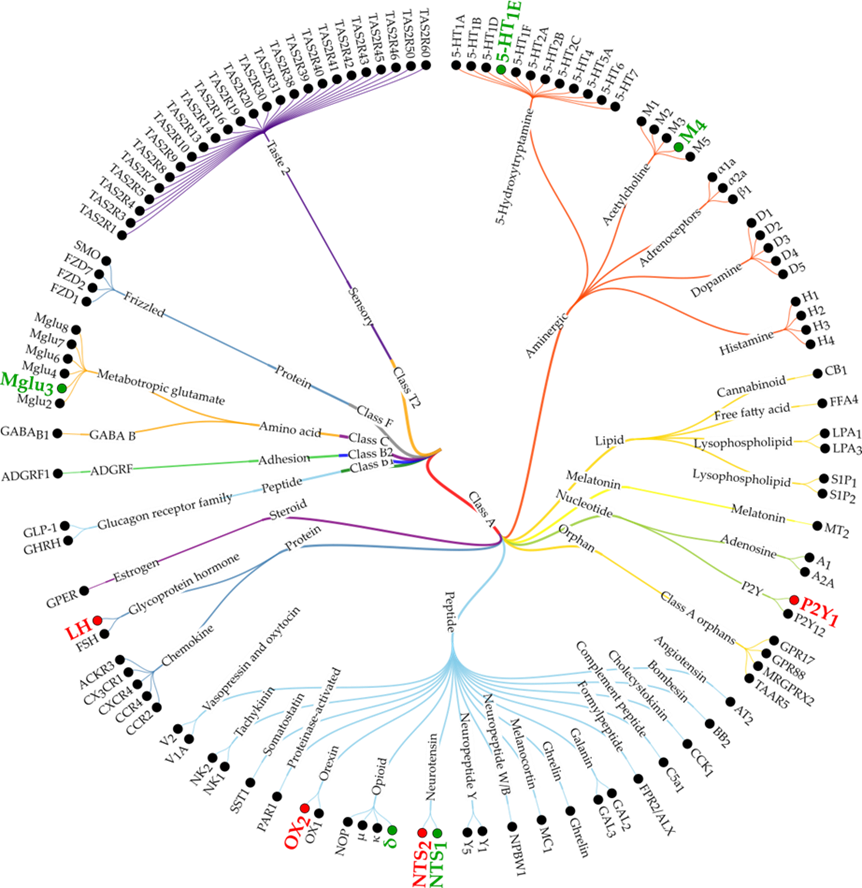 TAS2R1
TAS2R3
TAS2R4
TAS2R5
TAS2R7
TAS2R8
TAS2R9
TAS2R10
TAS2R13
TAS2R14
TAS2R16
TAS2R19
TAS2R20
TAS2R30
TAS2R31
TAS2R38
TAS2R39
TAS2R40
TAS2R41
TAS2R42
TAS2R43
TAS2R45
TAS2R46
TAS2R50
TAS2R60
Taste 2
Sensory
Class T2
5-HT1A
5-HT1B
5-HT1D
5-HT1E
5-HT1F
5-HT2A
5-HT2B
5-HT2C
5-HT4
5-HT5A
5-HT6
5-HT7
5-Hydroxytryptamine
M1
M2
M3
M4
M5
Acetylcholine
α1a
α2a
β1
Adrenoceptors
D1
D2
D3
D4
D5
Dopamine
H1
H2
H3
H4
Histamine
Aminergic
CB1
Cannabinoid
FFA4
Free fatty acid
LPA1
LPA3
Lysophospholipid
S1P1
S1P2
Lysophospholipid
Lipid
Melatonin
Melatonin
MT2
Nucleotide
Adenosine
A1
A2A
P2Y
P2Y1
P2Y12
Orphan
Class A orphans
GPR17
GPR88
MRGPRX2
TAAR5
Class A
Peptide
Angiotensin
AT2
Bombesin
BB2
Cholecystokinin
CCK1
Complement peptide
C5a1
Formylpeptide
FPR2/ALX
Galanin
GAL2
GAL3
Ghrelin
Ghrelin
Melanocortin
MC1
Neuropeptide W/B
NPBW1
Neuropeptide Y
Y1
Y5
Neurotensin
NTS1
NTS2
Opioid
δ
κ
μ
NOP
Orexin
OX1
OX2
Proteinase-activated
PAR1
Somatostatin
SST1
Tachykinin
NK1
NK2
Vasopressin and oxytocin
V1A
V2
Protein
Chemokine
CCR2
CCR4
CXCR4
CX3CR1
ACKR3
Glycoprotein hormone
FSH
LH
Steroid
Estrogen
GPER
Peptide
Glucagon receptor family
GHRH
GLP-1
Class B2
Adhesion
ADGRF
ADGRF1
Class C
Amino acid
GABA B
GABAB1
Metabotropic glutamate
Mglu2
Mglu3
Mglu4
Mglu6
Mglu7
Mglu8
Class F
Protein
Frizzled
FZD1
FZD2
FZD7
SMO